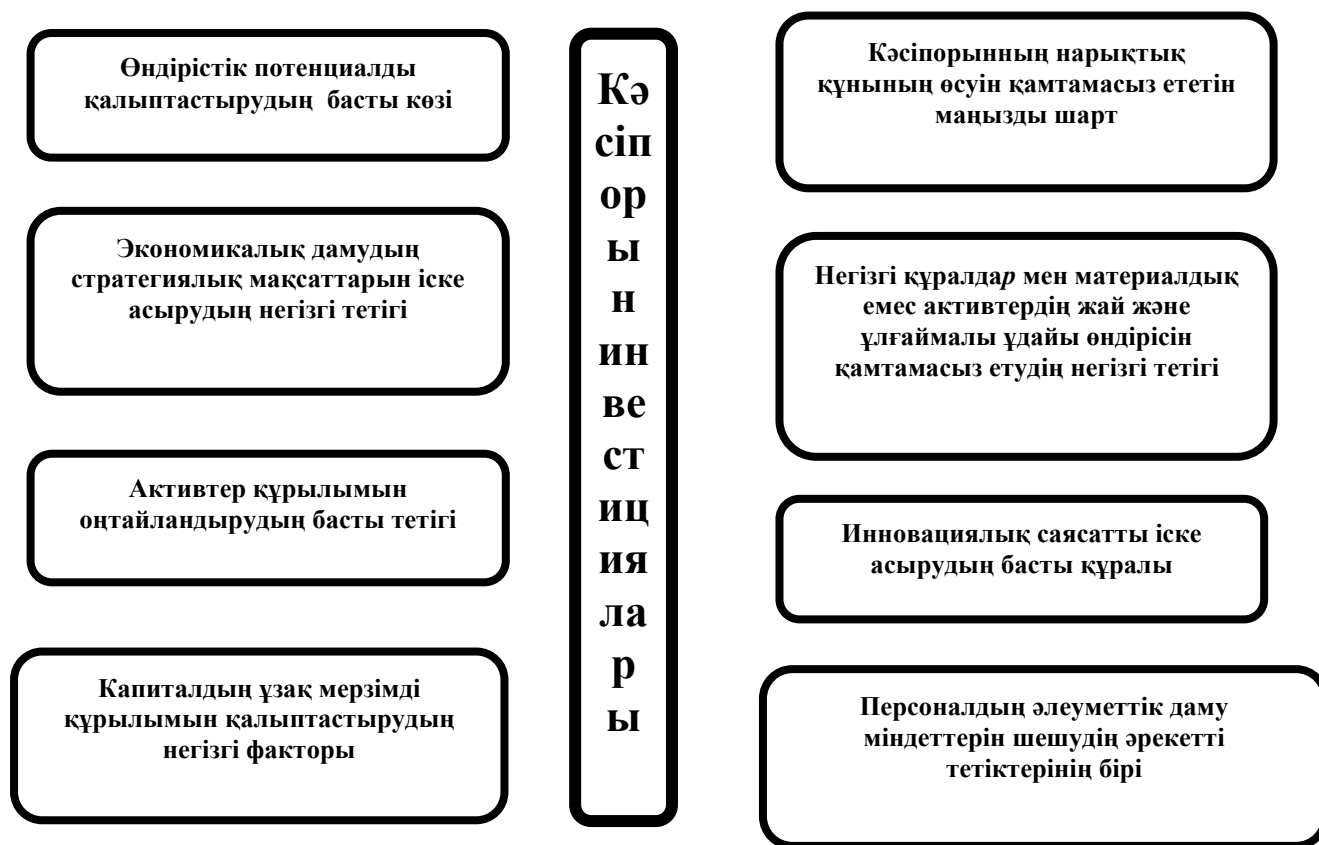 Өндірістік потенциалды
қалыптастырудың басты көзі
Экономикалық дамудың
стратегиялық мақсаттарын іске
асырудың негізгі тетігі
Активтер құрылымын
оңтайландырудың басты тетігі
Капиталдың ұзақ мерзімді
құрылымын қалыптастырудың
негізгі факторы
Кә
сіп
ор
ы
н
ин
ве
ст
иц
ия
ла
р
ы
Кәсіпорынның нарықтық
құнының өсуін қамтамасыз ететін
маңызды шарт
Негізгі құралдар мен материалдық
емес активтердің жай және
ұлғаймалы ұдайы өндірісін
қамтамасыз етудің негізгі тетігі
Инновациялық саясатты іске
асырудың басты құралы
Персоналдың әлеуметтік даму
міндеттерін шешудің әрекетті
тетіктерінің бірі